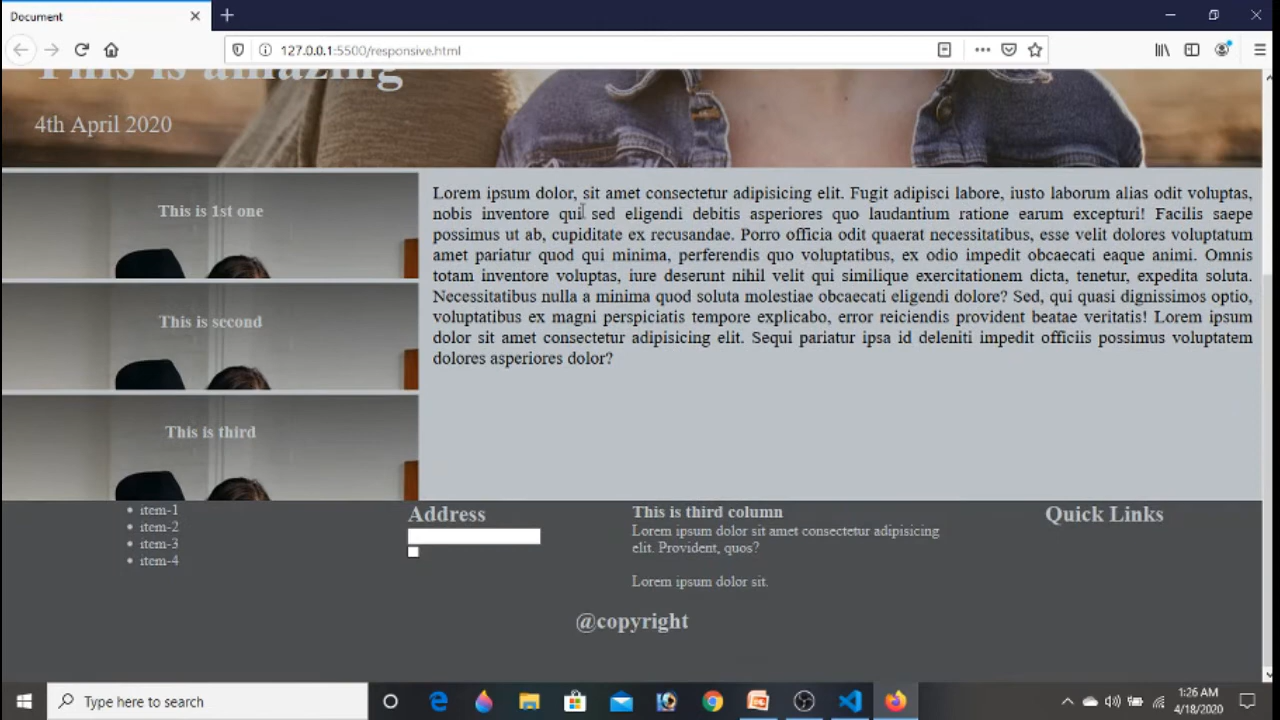 Document
127.0.0.1:5500/responsive.html
This is amazing
4th April 2020
This is 1st one
This is second
This is third
Lorem ipsum dolor, sit amet consectetur adipisicing elit. Fugit adipisci labore, iusto laborum alias odit voluptas,
nobis inventore qui sed eligendi debitis asperiores quo laudantium ratione earum excepturi! Facilis saepe
possimus ut ab, cupiditate ex recusandae. Porro officia odit quaerat necessitatibus, esse velit dolores voluptatum
amet pariatur quod qui minima, perferendis quo voluptatibus, ex odio impedit obcaecati eaque animi. Omnis
totam inventore voluptas, iure deserunt nihil velit qui similique exercitationem dicta, tenetur, expedita soluta.
Necessitatibus nulla a minima quod soluta molestiae obcaecati eligendi dolore? Sed, qui quasi dignissimos optio,
voluptatibus ex magni perspiciatis tempore explicabo, error reiciendis provident beatae veritatis! Lorem ipsum
dolor sit amet consectetur adipisicing elit. Sequi pariatur ipsa id deleniti impedit officiis possimus voluptatem
dolores asperiores dolor?
item-1
item-2
item-3
item-4
Address
This is third column
Lorem ipsum dolor sit amet consectetur adipisicing
elit. Provident, quos?
Lorem ipsum dolor sit.
Quick Links
@copyright
Type here to search
1:26 AM
4/18/2020